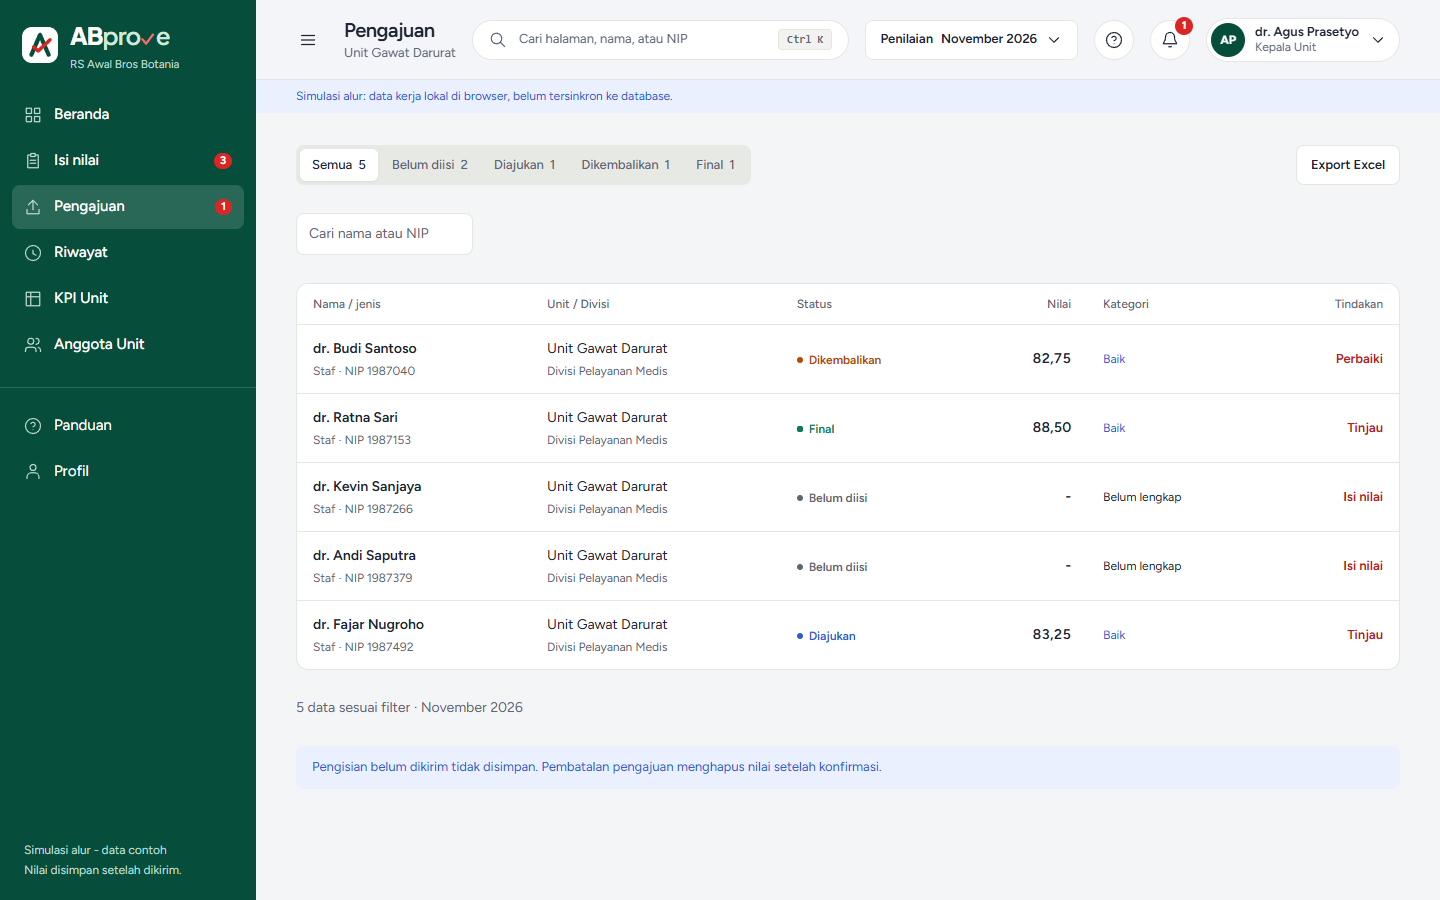 ABprove
RS Awal Bros Botania
Beranda
Isi nilai 3
Pengajuan 1
Riwayat
KPI Unit
Anggota Unit
Panduan
Profil
Simulasi alur - data contoh
Nilai disimpan setelah dikirim.
Pengajuan
Unit Gawat Darurat
Cari halaman, nama, atau NIP Ctrl K
Penilaian November 2026
1
AP
dr. Agus Prasetyo
Kepala Unit
Simulasi alur: data kerja lokal di browser, belum tersinkron ke database.
Semua 5 Belum diisi 2 Diajukan 1 Dikembalikan 1 Final 1
Export Excel
Cari nama atau NIP
Nama / jenis Unit / Divisi Status Nilai Kategori Tindakan
dr. Budi Santoso Unit Gawat Darurat
Dikembalikan 82,75 Baik Perbaiki
Staf · NIP 1987040 Divisi Pelayanan Medis
dr. Ratna Sari Unit Gawat Darurat
Final 88,50 Baik Tinjau
Staf · NIP 1987153 Divisi Pelayanan Medis
dr. Kevin Sanjaya Unit Gawat Darurat
Belum diisi - Belum lengkap Isi nilai
Staf · NIP 1987266 Divisi Pelayanan Medis
dr. Andi Saputra Unit Gawat Darurat
Belum diisi - Belum lengkap Isi nilai
Staf · NIP 1987379 Divisi Pelayanan Medis
dr. Fajar Nugroho Unit Gawat Darurat
Diajukan 83,25 Baik Tinjau
Staf · NIP 1987492 Divisi Pelayanan Medis
5 data sesuai filter · November 2026
Pengisian belum dikirim tidak disimpan. Pembatalan pengajuan menghapus nilai setelah konfirmasi.